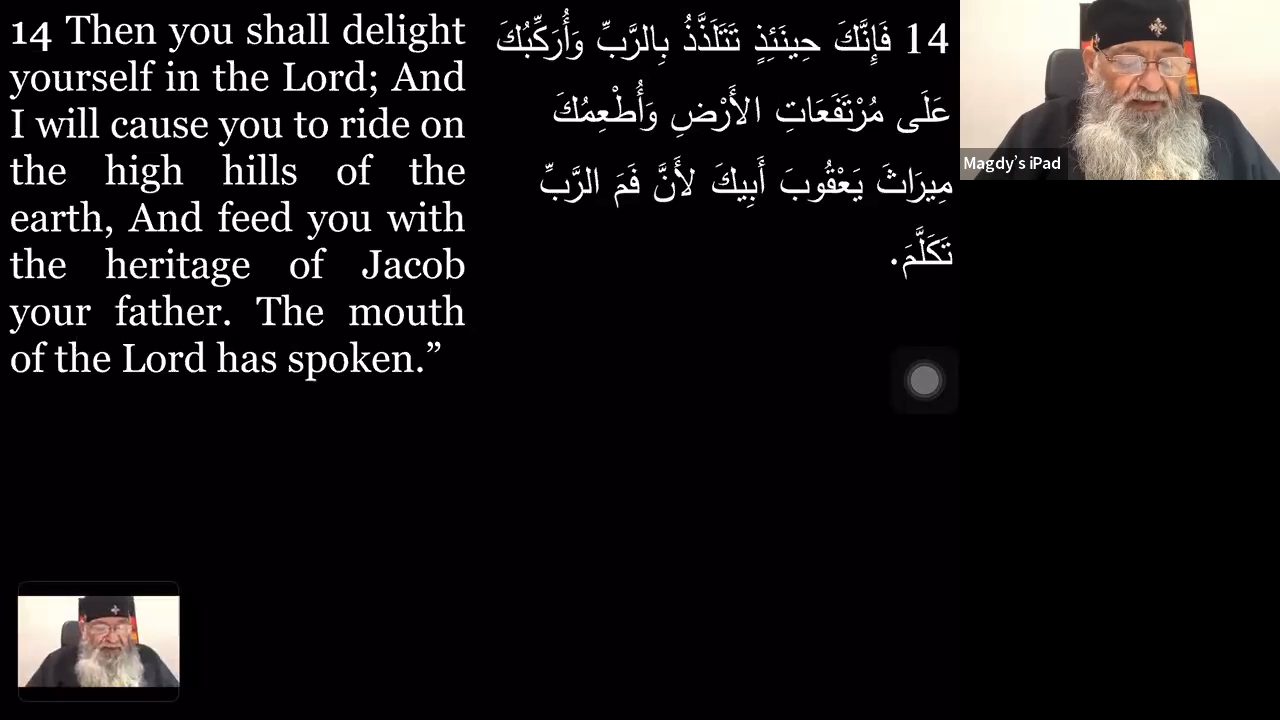 14 Then you shall delight
yourself in the Lord; And
I will cause you to ride on
the high hills of the
earth, And feed you with
the heritage of Jacob
your father. The mouth
of the Lord has spoken.”
14 فَإِنَّكَ حِينَئِذٍ تَتَلَذَّذُ بِالرَّبِّ وَأُرَكِّبُكَ
عَلَى مُرْتَفَعَاتِ الأَرْضِ وَأُطْعِمُكَ
مِيرَاثَ يَعْقُوبَ أَبِيكَ لأَنَّ فَمَ الرَّبِّ
تَكَلَّمَ.
Magdy’s iPad